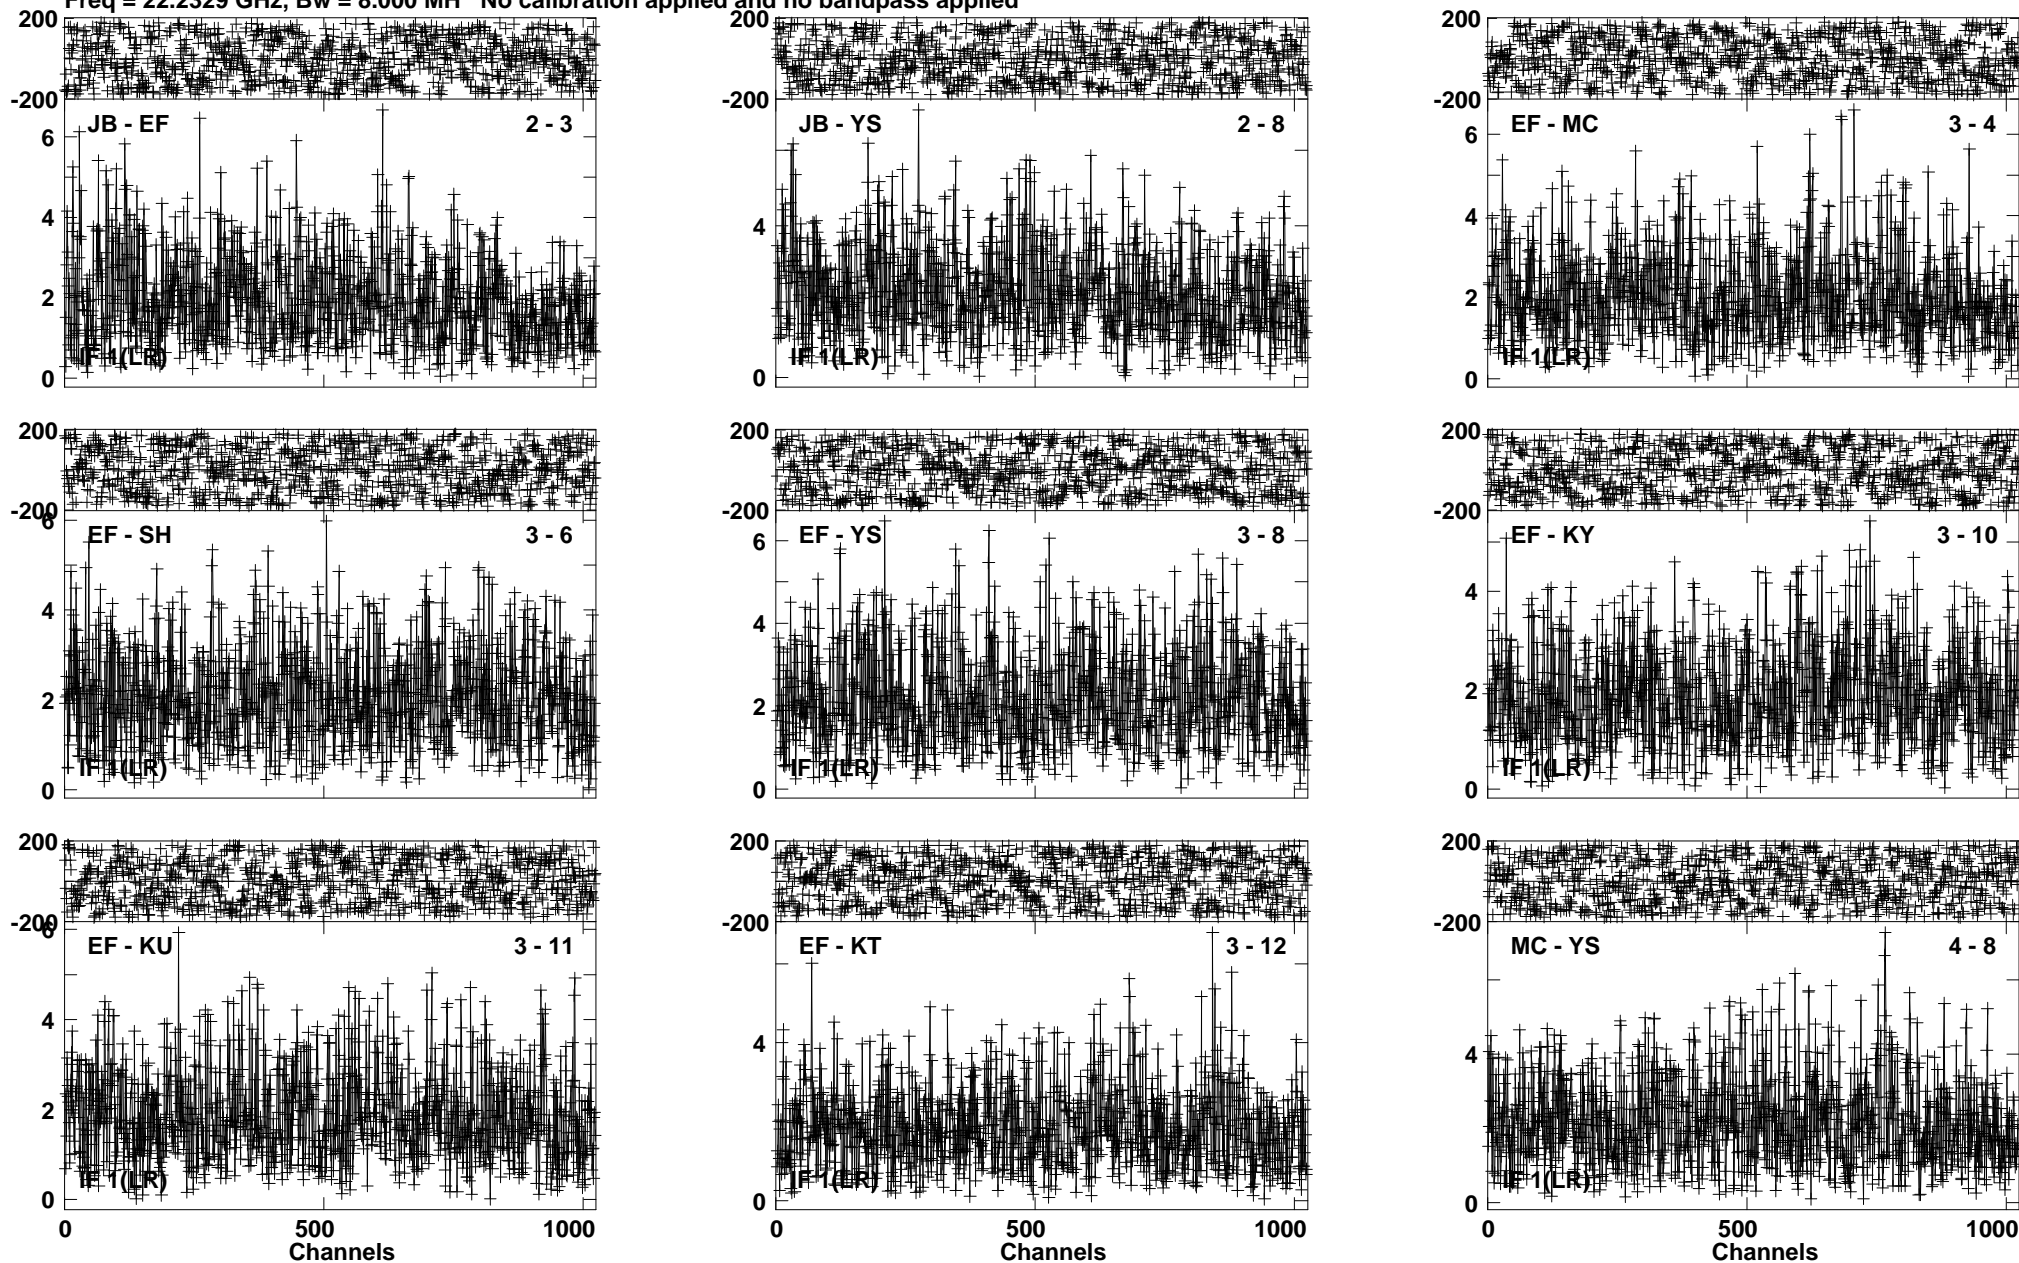 Freq = 22.2329 GHz, Bw = 8.000 MH No calibration applied and no bandpass applied
200
-200
JB - EF 2 - 3
6
4
2
0
IF 1(LR)
200
-200
JB - YS 2 - 8
4
0
IF 1(LR)
200
-200
EF - MC 3 - 4
6
4
2
0
IF 1(LR)
200
-200
EF - SH 3 - 6
6
4
2
0
IF 1(LR)
200
-200
EF - YS 3 - 8
6
4
2
0
IF 1(LR)
200
-200
EF - KY 3 - 10
4
2
0
IF 1(LR)
200
-200
EF - KU 3 - 11
6
4
2
0
IF 1(LR)
0 500 1000
Channels
200
-200
EF - KT 3 - 12
4
0
IF 1(LR)
0 500 1000
Channels
200
-200
MC - YS 4 - 8
4
0
IF 1(LR)
0 500 1000
Channels